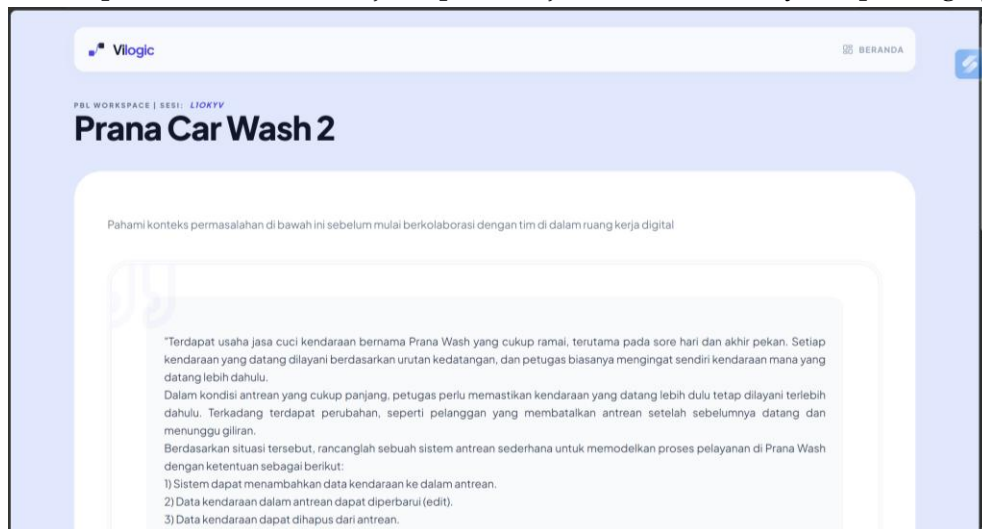 Vilogic
BERANDA
PBL WORKSPACE | SESI: LJOKYV
Prana Car Wash 2
Pahami konteks permasalahan di bawah ini sebelum mulai berkolaborasi dengan tim di dalam ruang kerja digital
"Terdapat usaha jasa cuci kendaraan bernama Prana Wash yang cukup ramai, terutama pada sore hari dan akhir pekan. Setiap
kendaraan yang datang dilayani berdasarkan urutan kedatangan, dan petugas biasanya mengingat sendiri kendaraan mana yang
datang lebih dahulu.
Dalam kondisi antrean yang cukup panjang, petugas perlu memastikan kendaraan yang datang lebih dulu tetap dilayani terlebih
dahulu. Terkadang terdapat perubahan, seperti pelanggan yang membatalkan antrean setelah sebelumnya datang dan
menunggu giliran.
Berdasarkan situasi tersebut, rancanglah sebuah sistem antrean sederhana untuk memodelkan proses pelayanan di Prana Wash
dengan ketentuan sebagai berikut:
1) Sistem dapat menambahkan data kendaraan ke dalam antrean.
2) Data kendaraan dalam antrean dapat diperbarui (edit).
3) Data kendaraan dapat dihapus dari antrean.